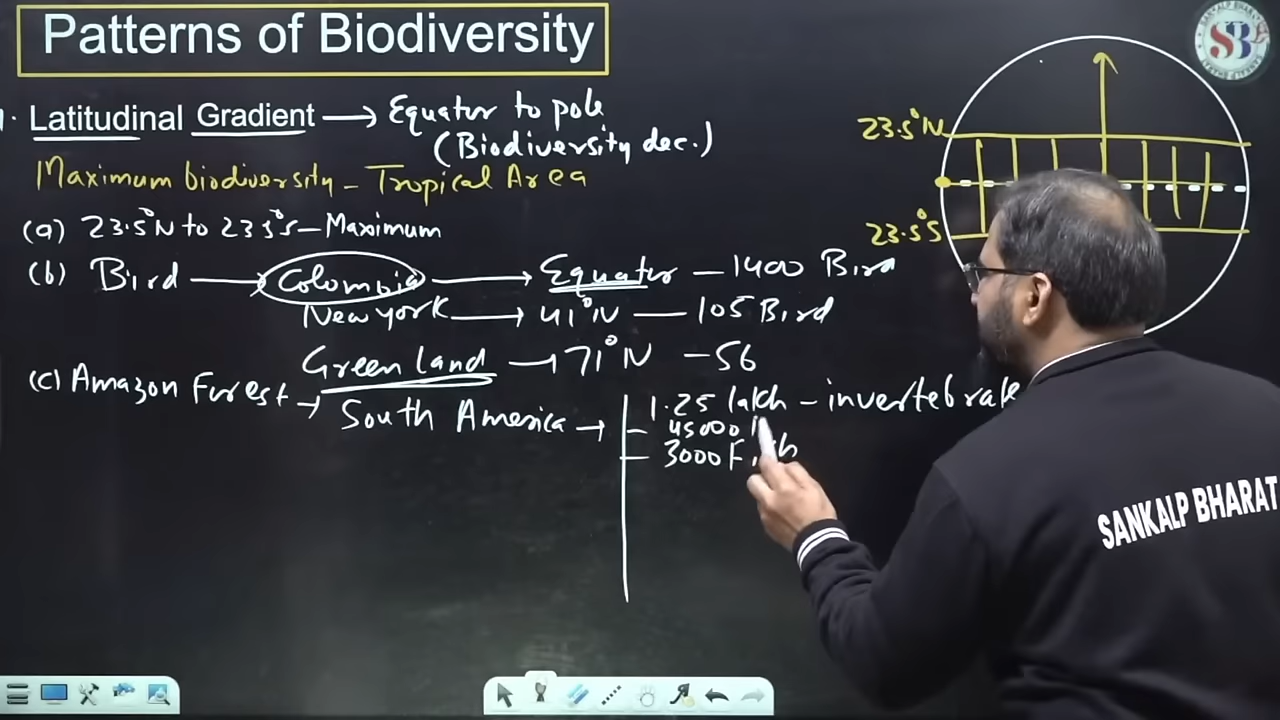 Patterns of Biodiversity
Latitudinal Gradient → Equator to pole
(Biodiversity dec.)
Maximum biodiversity - Tropical Area
(a) 23.5°N to 23.5°S - Maximum
(b) Bird → Colombia → Equator - 1400 Bird
New york → 41°N — 105 Bird
Green land → 71°N - 56
(c) Amazon Forest → South America → 1.25 lakh - invertebrate
45000
3000
23.5°N
23.5°S
SB
SANKALP BHARAT